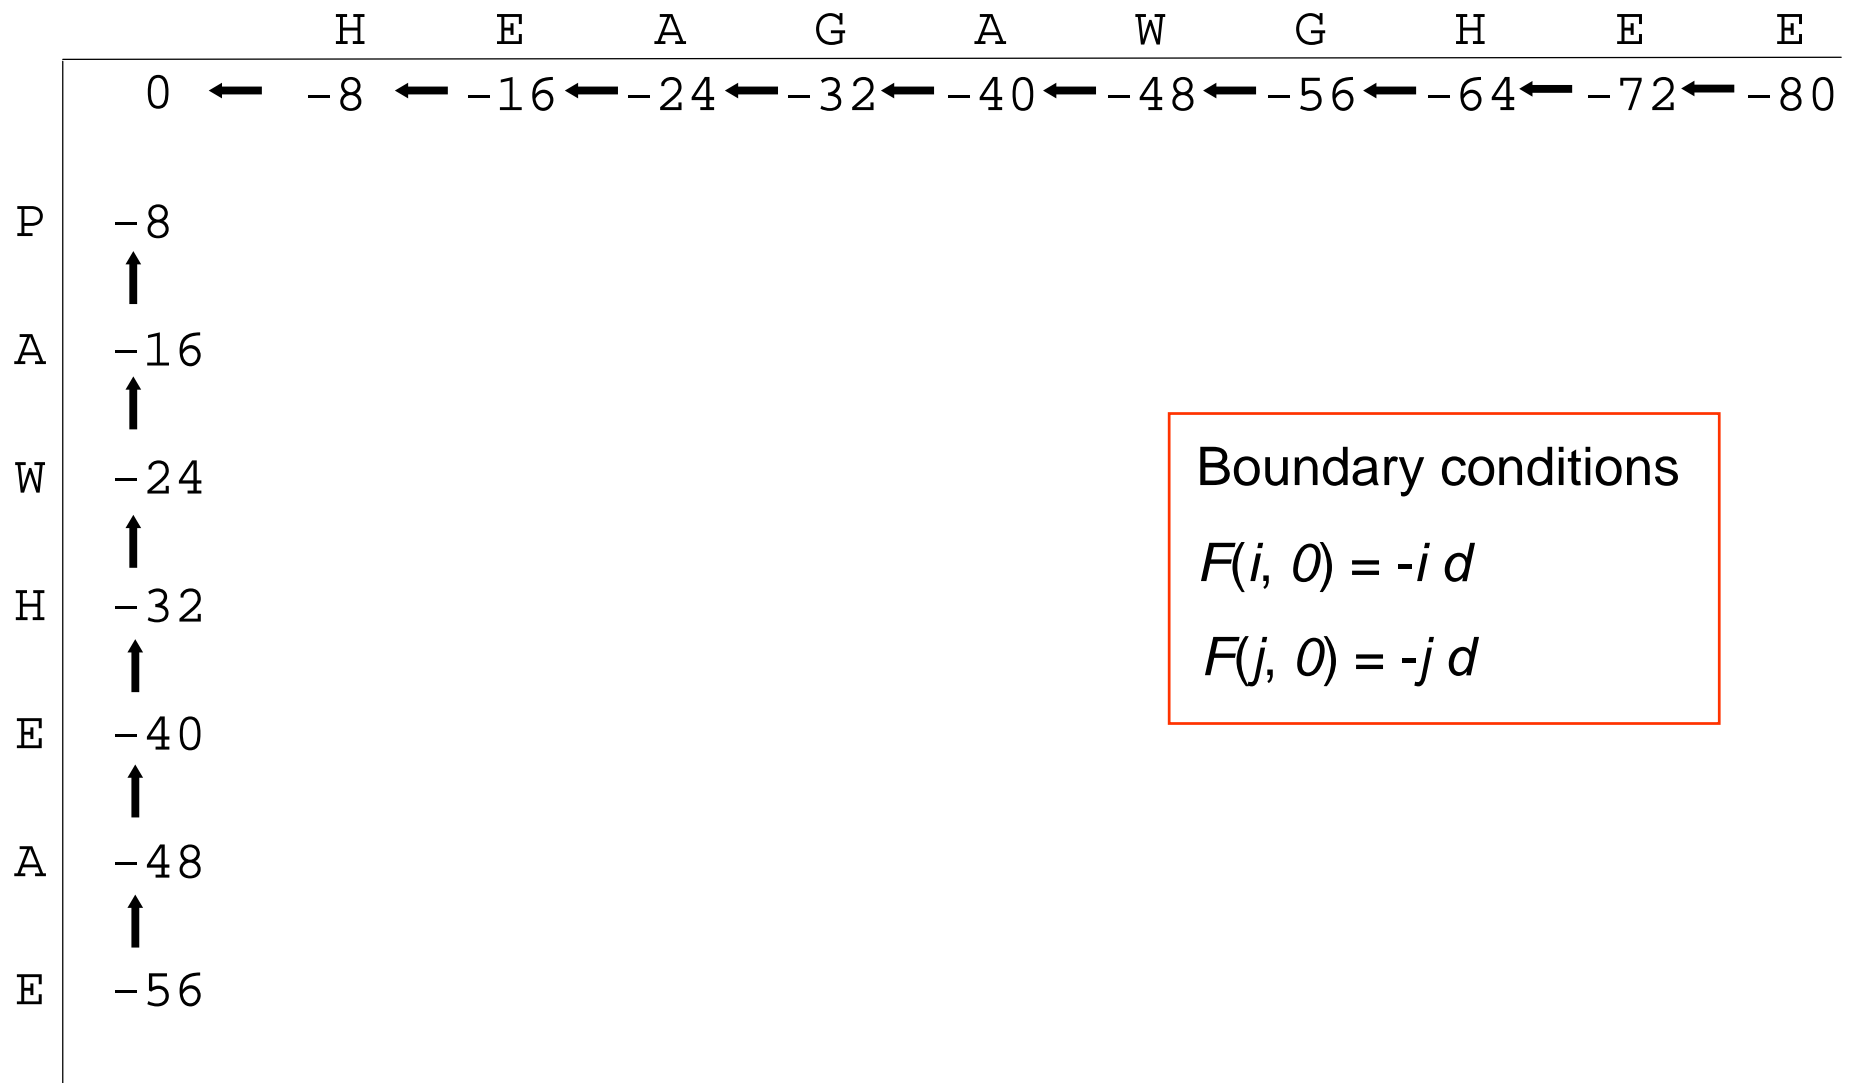 H E A G A W G H E E
0 -8 -16 -24 -32 -40 -48 -56 -64 -72 -80
P -8
A -16
W -24
H -32
E -40
A -48
E -56
Boundary conditions
F(i, 0) = -i d
F(j, 0) = -j d